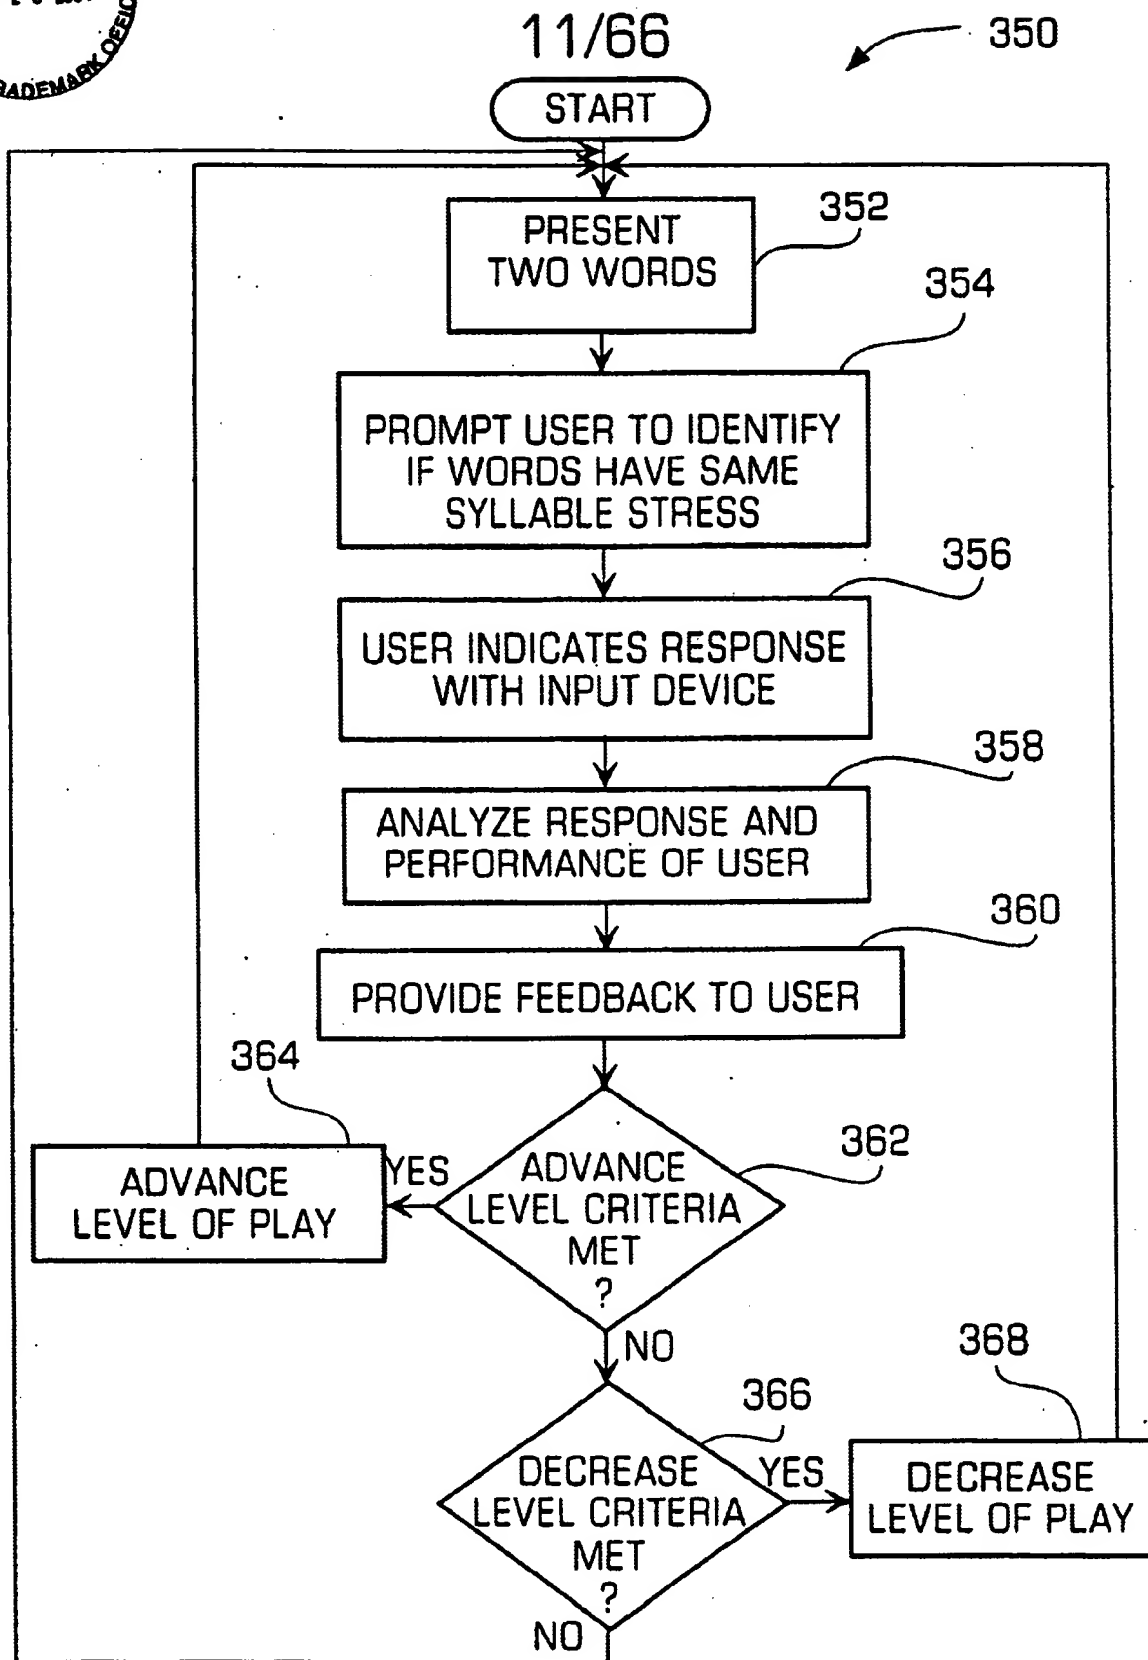 11/66
350
START
352
PRESENT
TWO WORDS
354
PROMPT USER TO IDENTIFY
IF WORDS HAVE SAME
SYLLABLE STRESS
356
USER INDICATES RESPONSE
WITH INPUT DEVICE
358
ANALYZE RESPONSE AND
PERFORMANCE OF USER
360
PROVIDE FEEDBACK TO USER
364
ADVANCE
LEVEL OF PLAY
YES
362
ADVANCE
LEVEL CRITERIA
MET
?
NO
366
DECREASE
LEVEL CRITERIA
MET
?
YES
368
DECREASE
LEVEL OF PLAY
NO